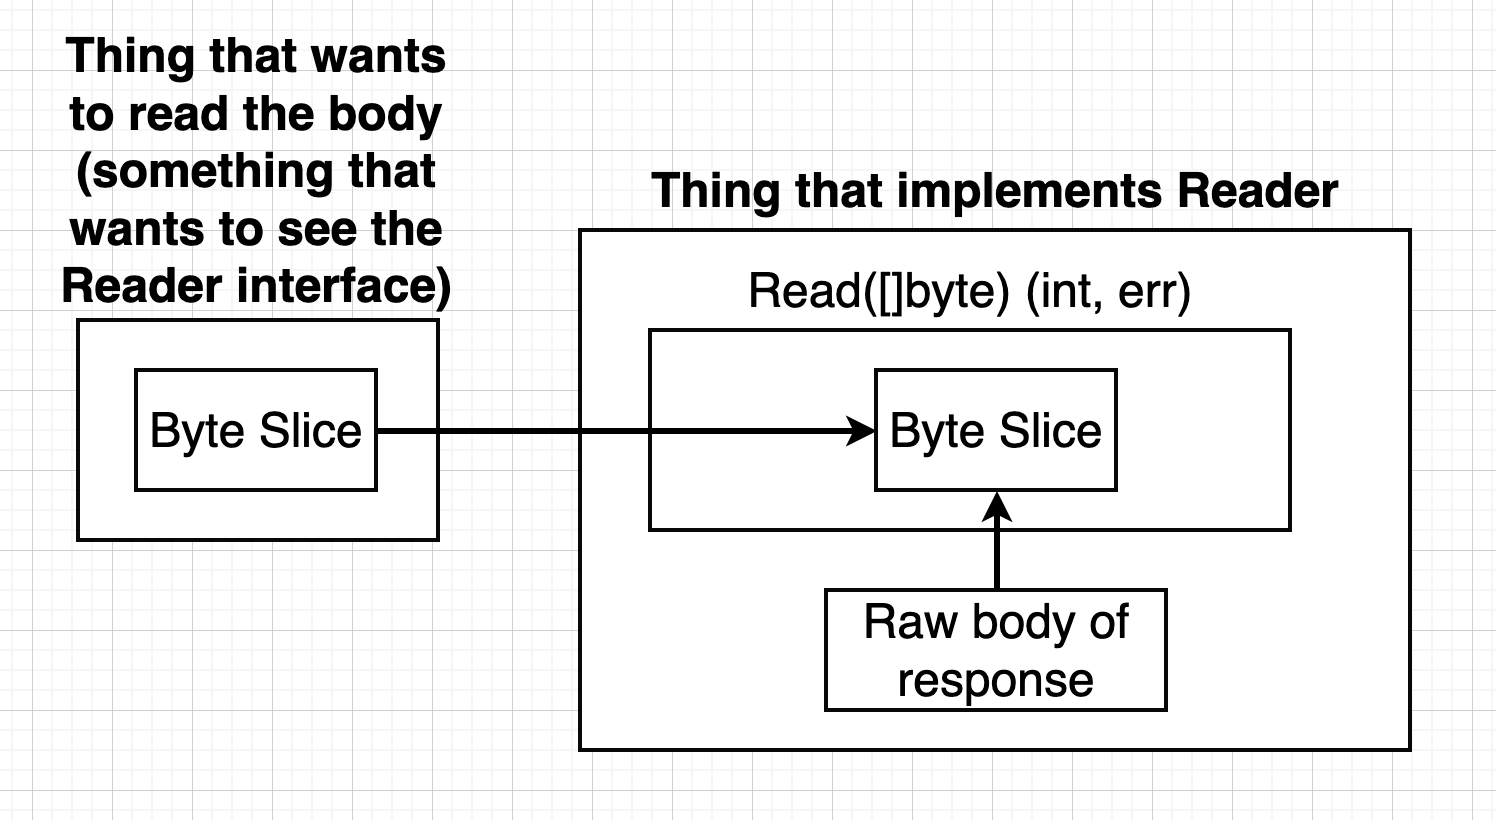 Thing that wants
to read the body
(something that
wants to see the
Reader interface)
Byte Slice
Thing that implements Reader
Read([]byte) (int, err)
Byte Slice
Raw body of
response